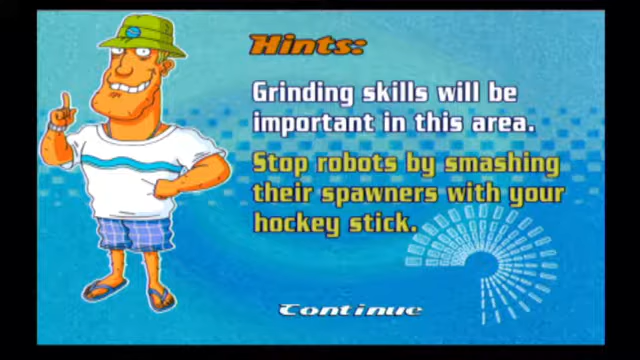 Hints:
Grinding skills will be
important in this area.
Stop robots by smashing
their spawners with your
hockey stick.
Continue